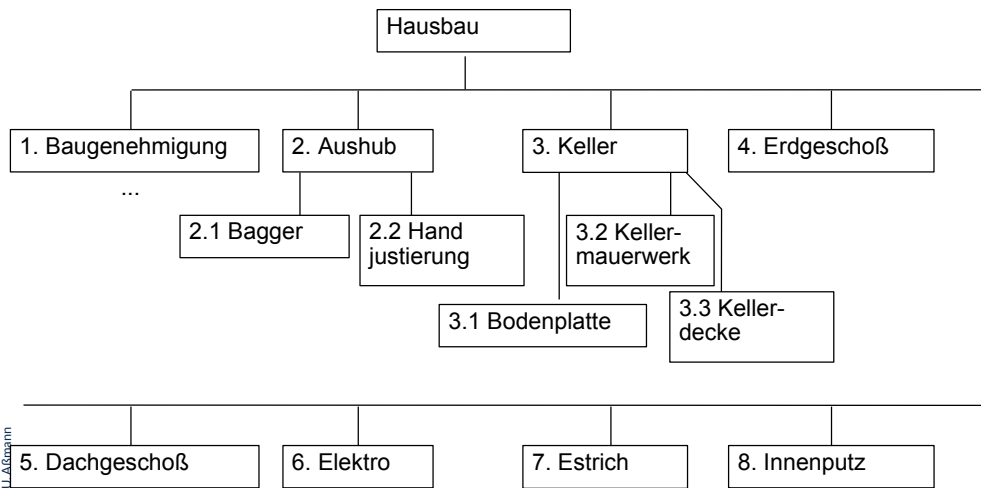 Hausbau
1. Baugenehmigung
2. Aushub
3. Keller
4. Erdgeschoß
...
2.1 Bagger
2.2 Hand
justierung
3.2 Keller-
mauerwerk
3.1 Bodenplatte
3.3 Keller-
decke
U. Aßmann
5. Dachgeschoß
6. Elektro
7. Estrich
8. Innenputz